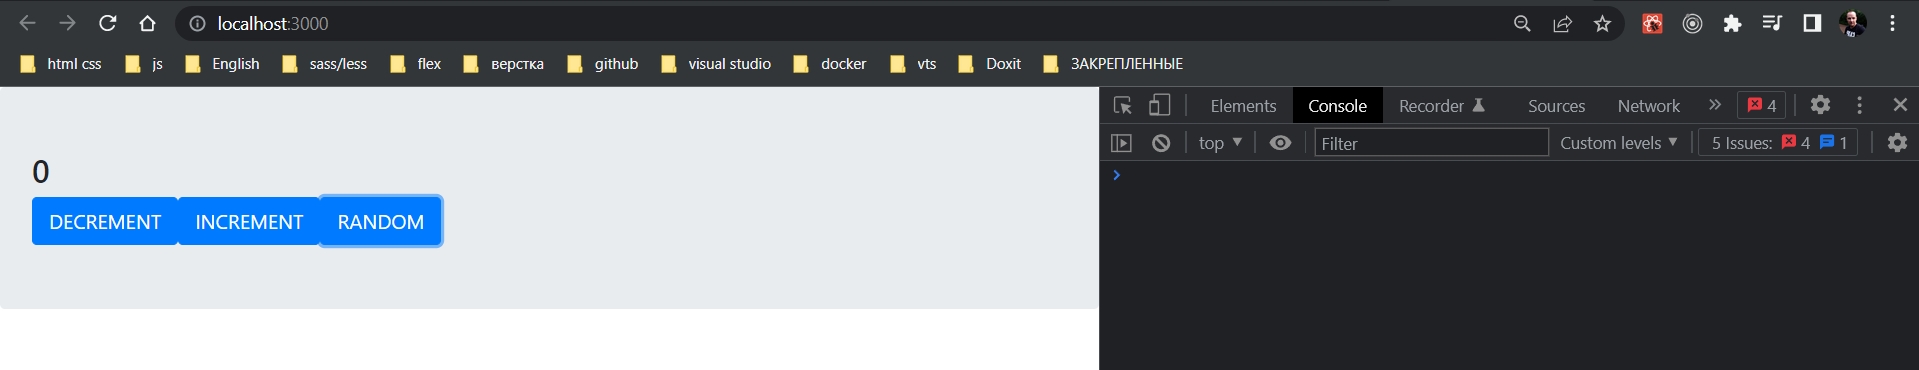 localhost:3000
html css js English sass/less flex верстка github visual studio docker vts Doxit ЗАКРЕПЛЕННЫЕ
Elements Console Recorder Sources Network » 4
top Filter Custom levels 5 Issues: 4 1
0
DECREMENT INCREMENT RANDOM